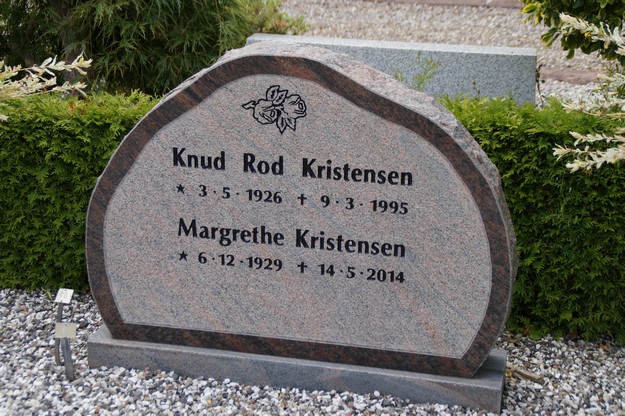 Knud Rod Kristensen
★ 3·5·1926 ✝ 9·3·1995
Margrethe Kristensen
★ 6·12·1929 ✝ 14·5·2014